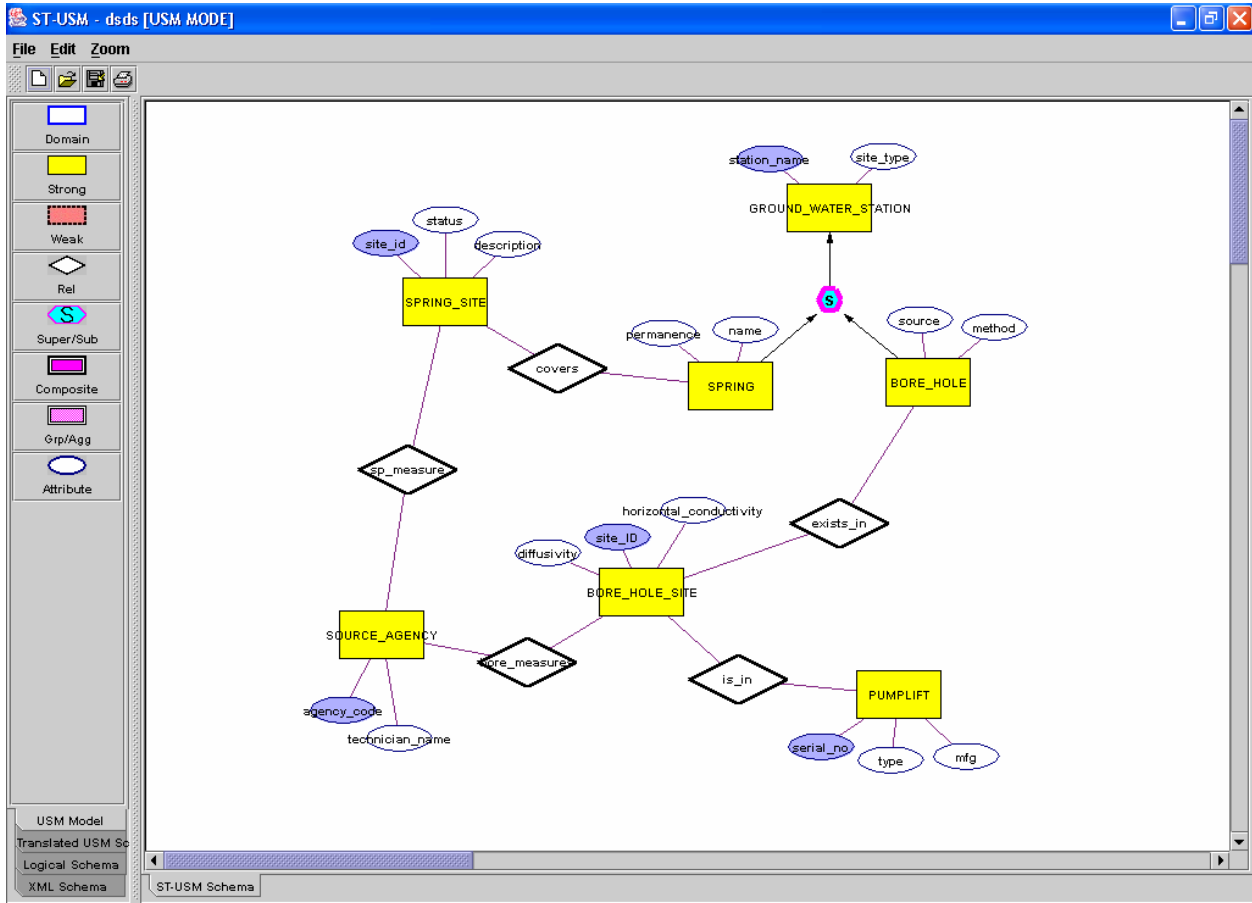 ST-USM - dsds [USM MODE]
File Edit Zoom
Domain
Strong
Weak
Rel
S
Super/Sub
Composite
Grp/Agg
Attribute
USM Model
Translated USM Sc
Logical Schema
XML Schema
station_name
site_type
GROUND_WATER_STATION
status
site_id
description
SPRING_SITE
S
permanence
name
source
method
covers
SPRING
BORE_HOLE
sp_measure
horizontal_conductivity
exists_in
site_ID
diffusivity
BORE_HOLE_SITE
SOURCE_AGENCY
bore_measures
is_in
PUMPLIFT
agency_code
technician_name
serial_no
type
mfg
ST-USM Schema